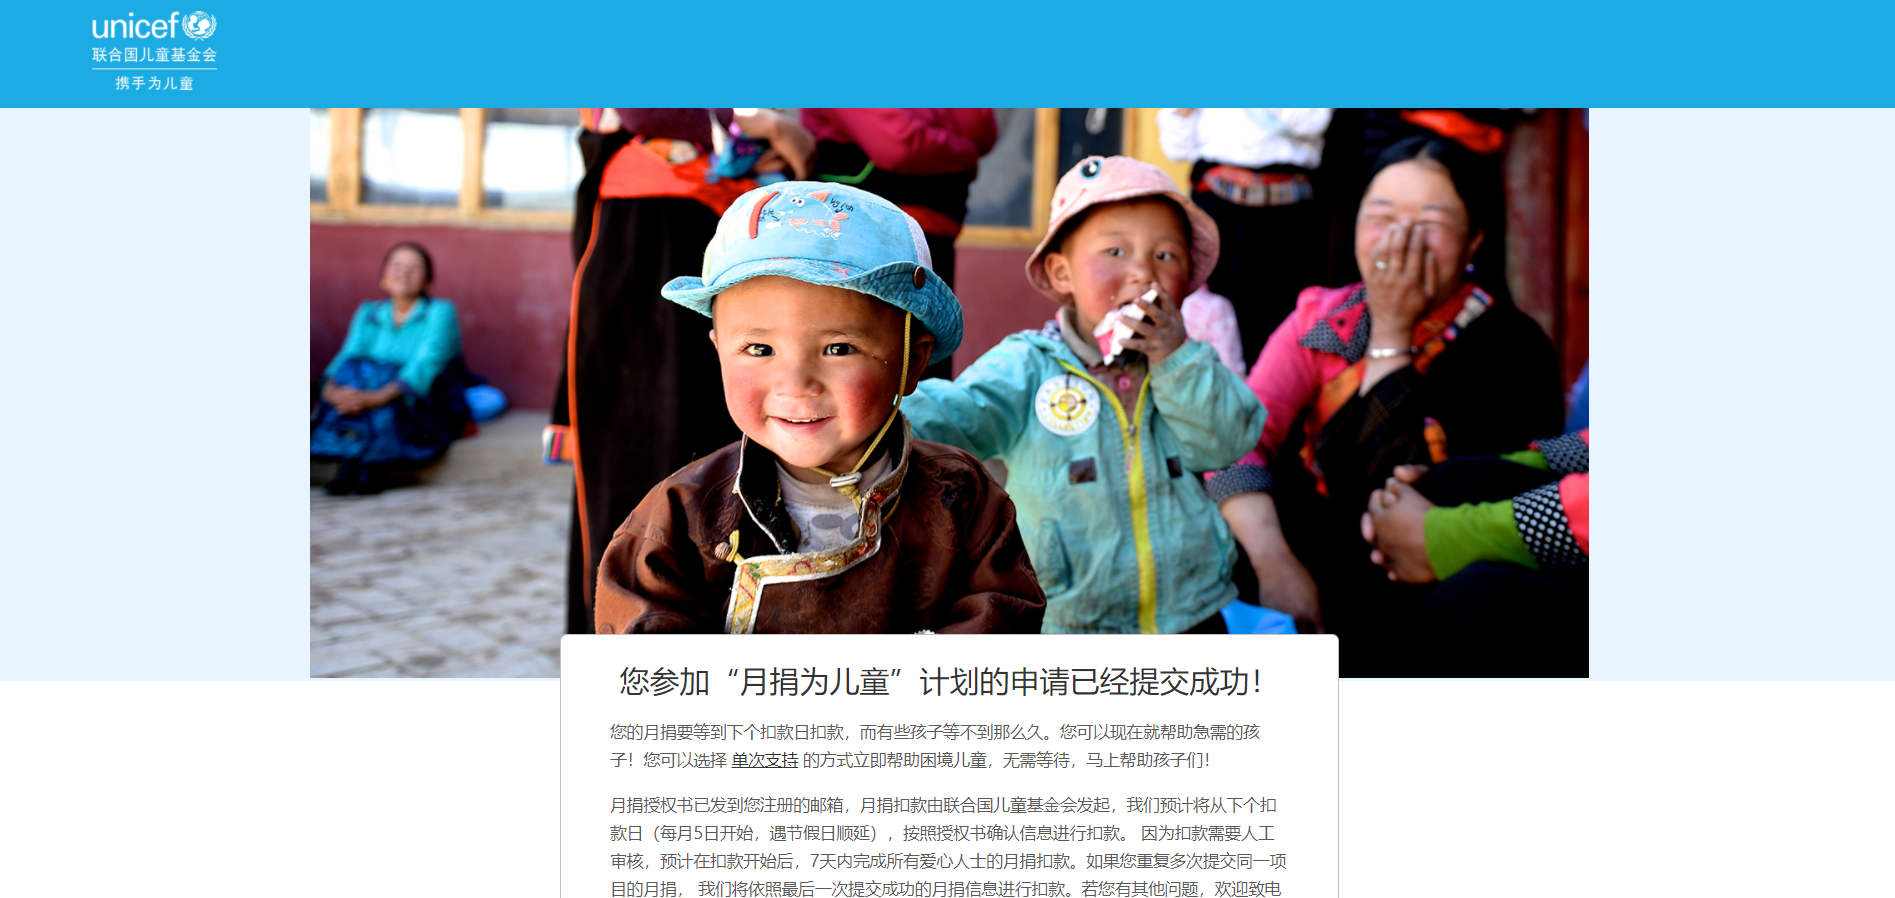 unicef
联合国儿童基金会
携手为儿童
您参加“月捐为儿童”计划的申请已经提交成功！
您的月捐要等到下个扣款日扣款，而有些孩子等不到那么久。您可以现在就帮助急需的孩
子！您可以选择 单次支持 的方式立即帮助困境儿童，无需等待，马上帮助孩子们！
月捐授权书已发到您注册的邮箱，月捐扣款由联合国儿童基金会发起，我们预计将从下个扣
款日（每月5日开始，遇节假日顺延），按照授权书确认信息进行扣款。 因为扣款需要人工
审核，预计在扣款开始后，7天内完成所有爱心人士的月捐扣款。如果您重复多次提交同一项
目的月捐， 我们将依照最后一次提交成功的月捐信息进行扣款。若您有其他问题，欢迎致电